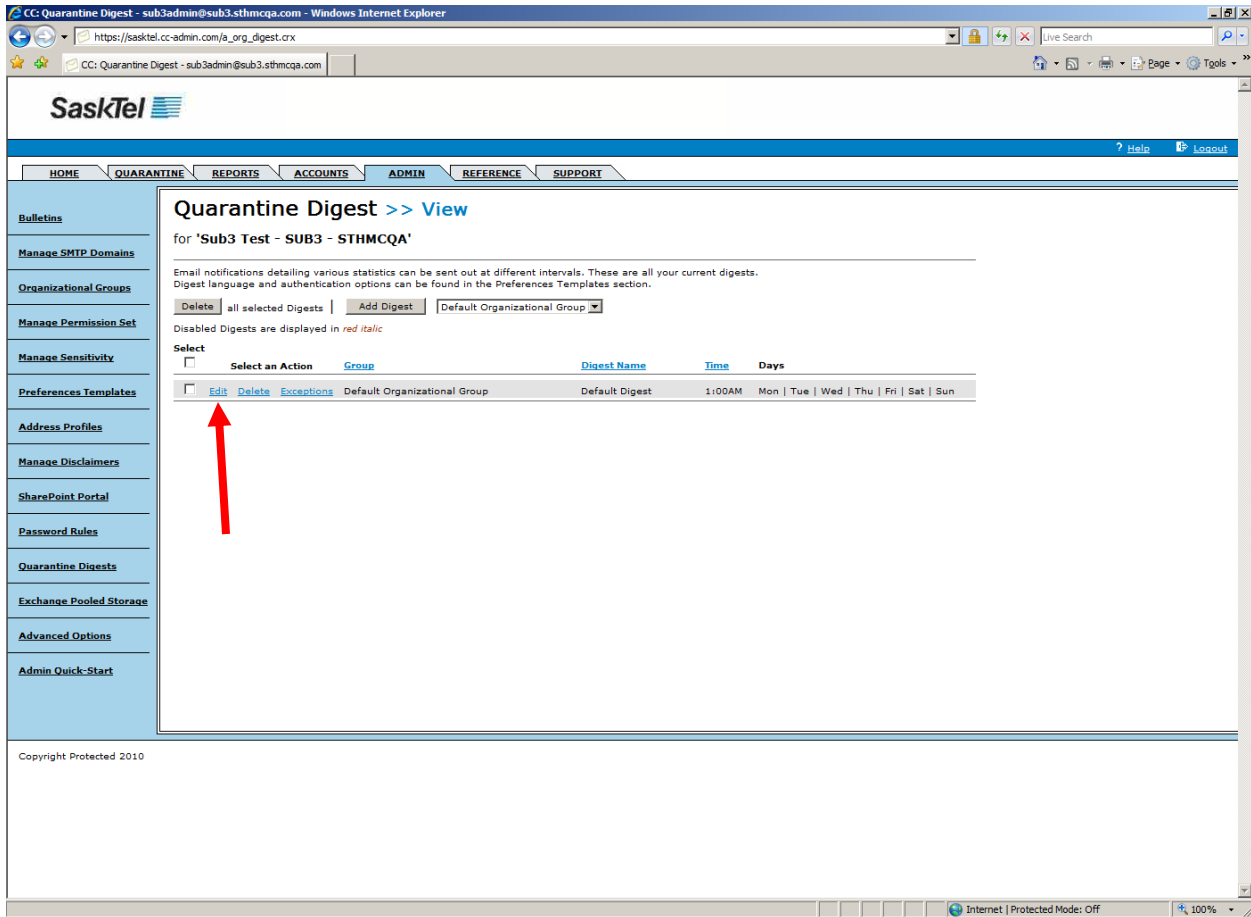 CC: Quarantine Digest - sub3admin@sub3.sthmcqa.com - Windows Internet Explorer
https://sasktel.cc-admin.com/a_org_digest.crx
Live Search
CC: Quarantine Digest - sub3admin@sub3.sthmcqa.com
Page
Tools
SaskTel
? Help
Logout
HOME QUARANTINE REPORTS ACCOUNTS ADMIN REFERENCE SUPPORT
Bulletins
Manage SMTP Domains
Organizational Groups
Manage Permission Set
Manage Sensitivity
Preferences Templates
Address Profiles
Manage Disclaimers
SharePoint Portal
Password Rules
Quarantine Digests
Exchange Pooled Storage
Advanced Options
Admin Quick-Start
Quarantine Digest >> View
for 'Sub3 Test - SUB3 - STHMCQA'
Email notifications detailing various statistics can be sent out at different intervals. These are all your current digests.
Digest language and authentication options can be found in the Preferences Templates section.
Delete all selected Digests | Add Digest Default Organizational Group
Disabled Digests are displayed in red italic
Select
Select an Action Group Digest Name Time Days
Edit Delete Exceptions Default Organizational Group Default Digest 1:00AM Mon | Tue | Wed | Thu | Fri | Sat | Sun
Copyright Protected 2010
Internet | Protected Mode: Off
100%